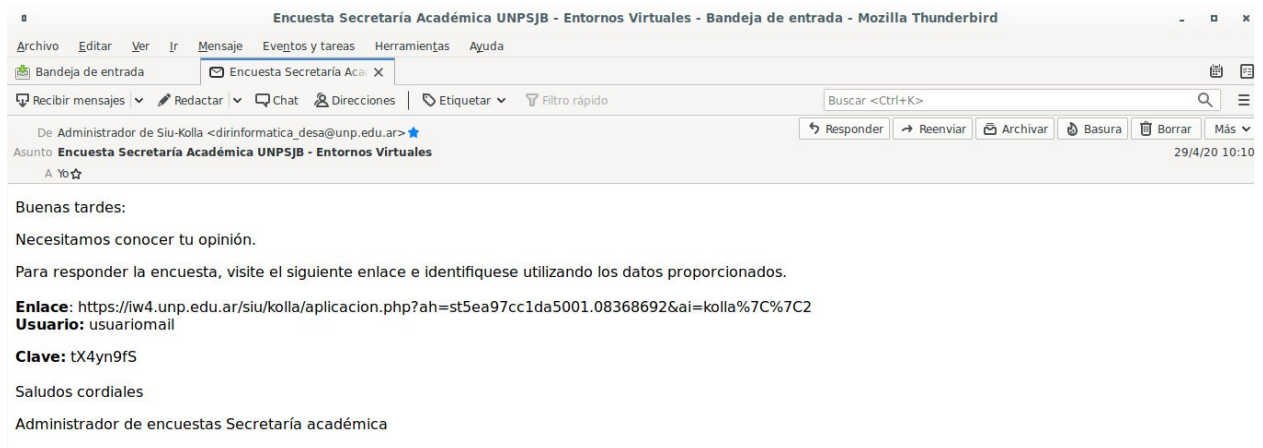 Encuesta Secretaría Académica UNPSJB - Entornos Virtuales - Bandeja de entrada - Mozilla Thunderbird
Archivo Editar Ver Ir Mensaje Eventos y tareas Herramientas Ayuda
Bandeja de entrada Encuesta Secretaría Aca
Recibir mensajes Redactar Chat Direcciones Etiquetar Filtro rápido Buscar <Ctrl+K>
De Administrador de Siu-Kolla <dirinformatica_desa@unp.edu.ar> Responder Reenviar Archivar Basura Borrar Más
Asunto Encuesta Secretaría Académica UNPSJB - Entornos Virtuales 29/4/20 10:10
A Yo
Buenas tardes:
Necesitamos conocer tu opinión.
Para responder la encuesta, visite el siguiente enlace e identifiquese utilizando los datos proporcionados.
Enlace: https://iw4.unp.edu.ar/siu/kolla/aplicacion.php?ah=st5ea97cc1da5001.08368692&ai=kolla%7C%7C2
Usuario: usuariomail
Clave: tX4yn9fS
Saludos cordiales
Administrador de encuestas Secretaría académica